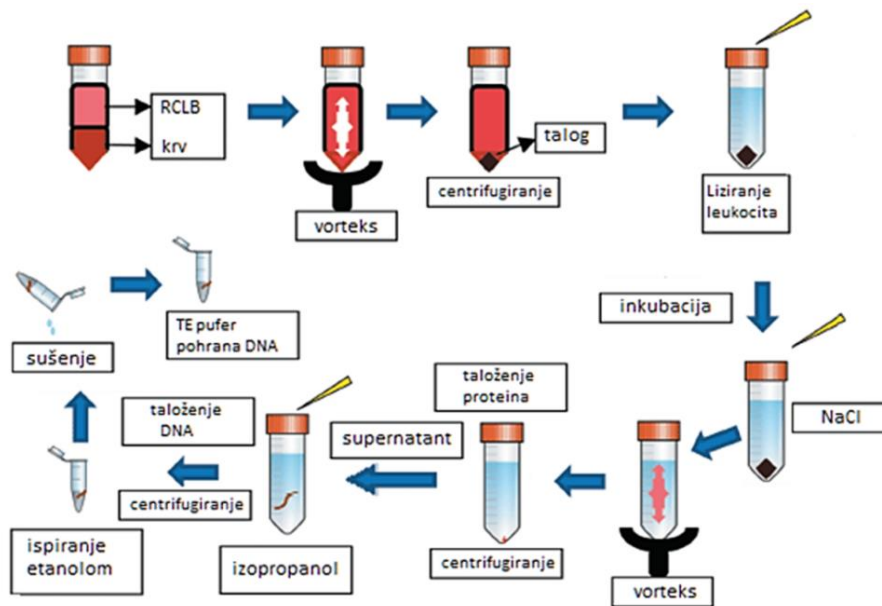 RCLB
krv
vorteks
talog
centrifugiranje
Liziranje
leukocita
inkubacija
NaCl
vorteks
taloženje
proteina
centrifugiranje
supernatant
izopropanol
taloženje
DNA
centrifugiranje
ispiranje
etanolom
sušenje
TE pufer
pohrana DNA